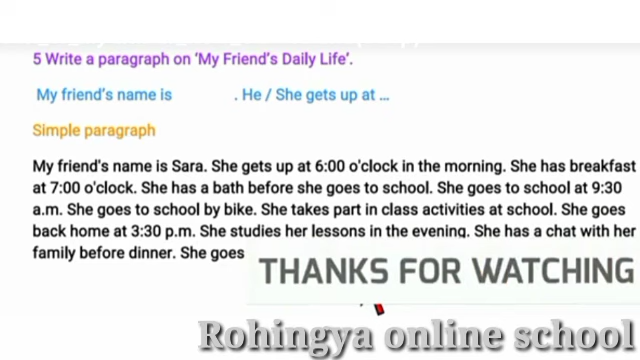 5 Write a paragraph on ‘My Friend’s Daily Life’.
My friend’s name is . He / She gets up at ...
Simple paragraph
My friend's name is Sara. She gets up at 6:00 o'clock in the morning. She has breakfast
at 7:00 o'clock. She has a bath before she goes to school. She goes to school at 9:30
a.m. She goes to school by bike. She takes part in class activities at school. She goes
back home at 3:30 p.m. She studies her lessons in the evening. She has a chat with her
family before dinner. She goes
THANKS FOR WATCHING
Rohingya online school